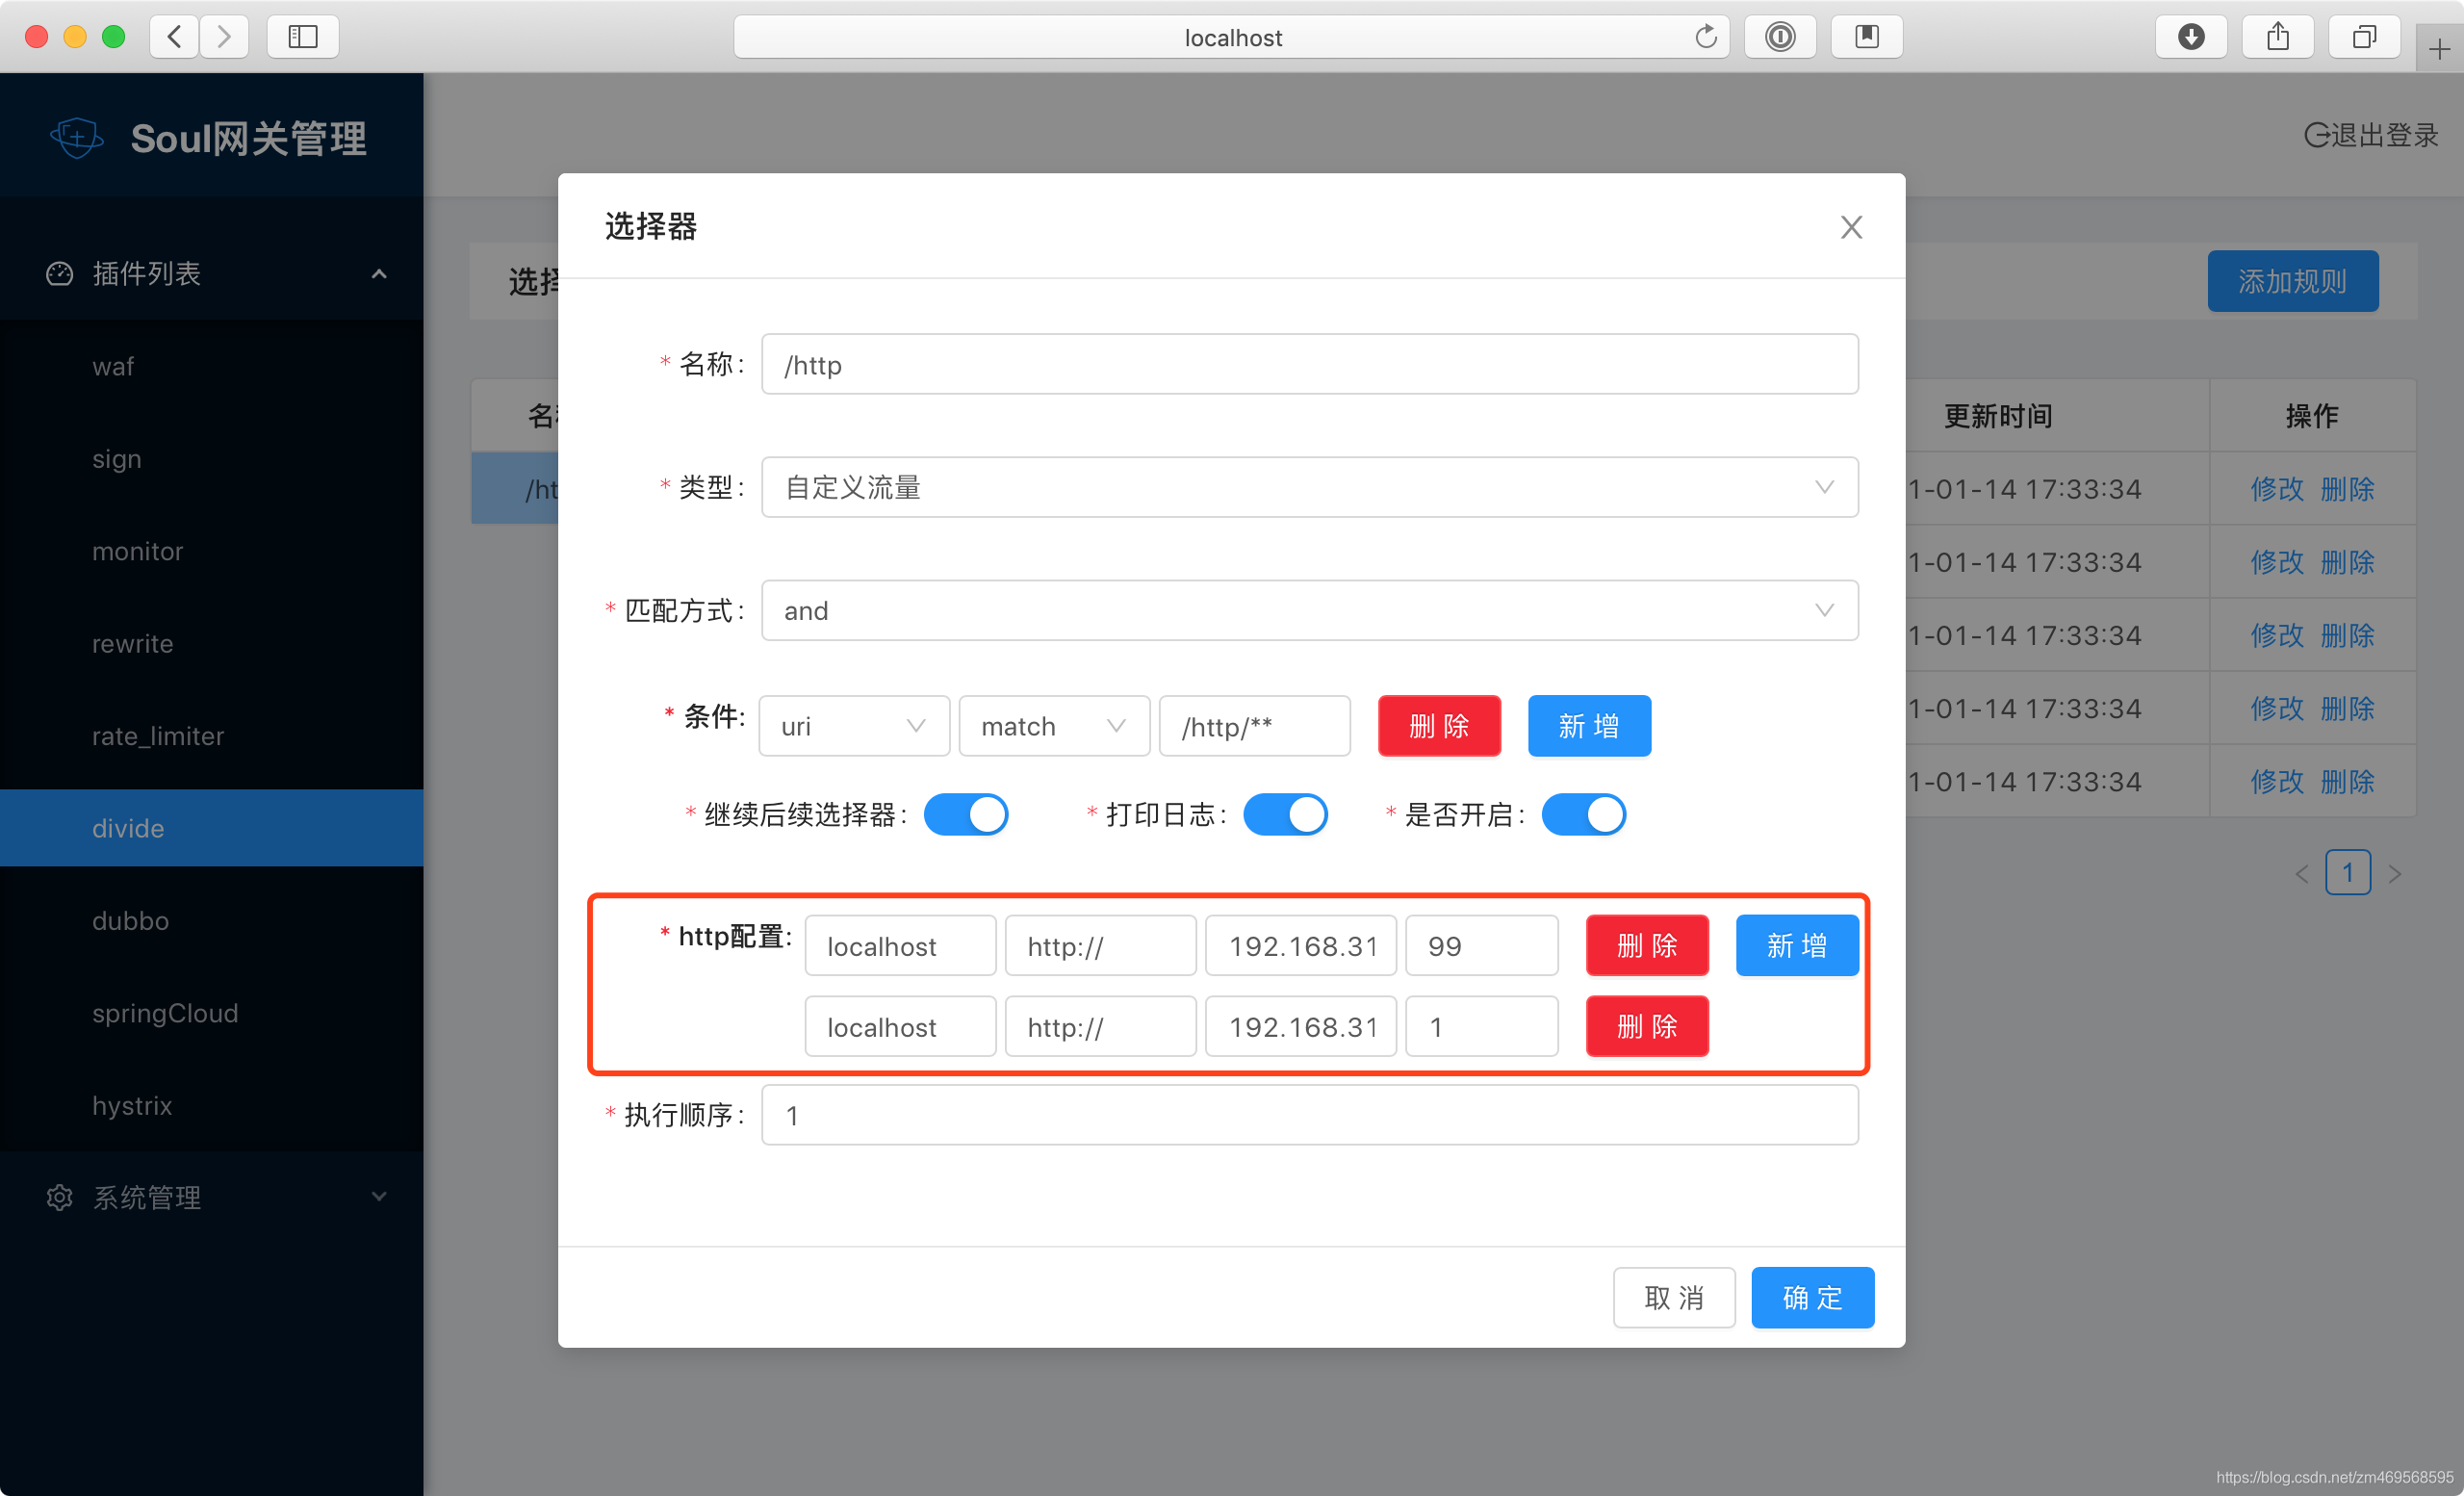 localhost
Soul网关管理
退出登录
插件列表
waf
sign
monitor
rewrite
rate_limiter
divide
dubbo
springCloud
hystrix
系统管理
选择
添加规则
更新时间 操作
/ht
1-01-14 17:33:34 修改 删除
1-01-14 17:33:34 修改 删除
1-01-14 17:33:34 修改 删除
1-01-14 17:33:34 修改 删除
1-01-14 17:33:34 修改 删除
1
选择器
* 名称: /http
* 类型: 自定义流量
* 匹配方式: and
* 条件: uri match /http/** 删 除 新 增
* 继续后续选择器: * 打印日志: * 是否开启:
* http配置: localhost http:// 192.168.31 99 删 除 新 增
localhost http:// 192.168.31 1 删 除
* 执行顺序: 1
取 消 确 定
https://blog.csdn.net/zm469568595